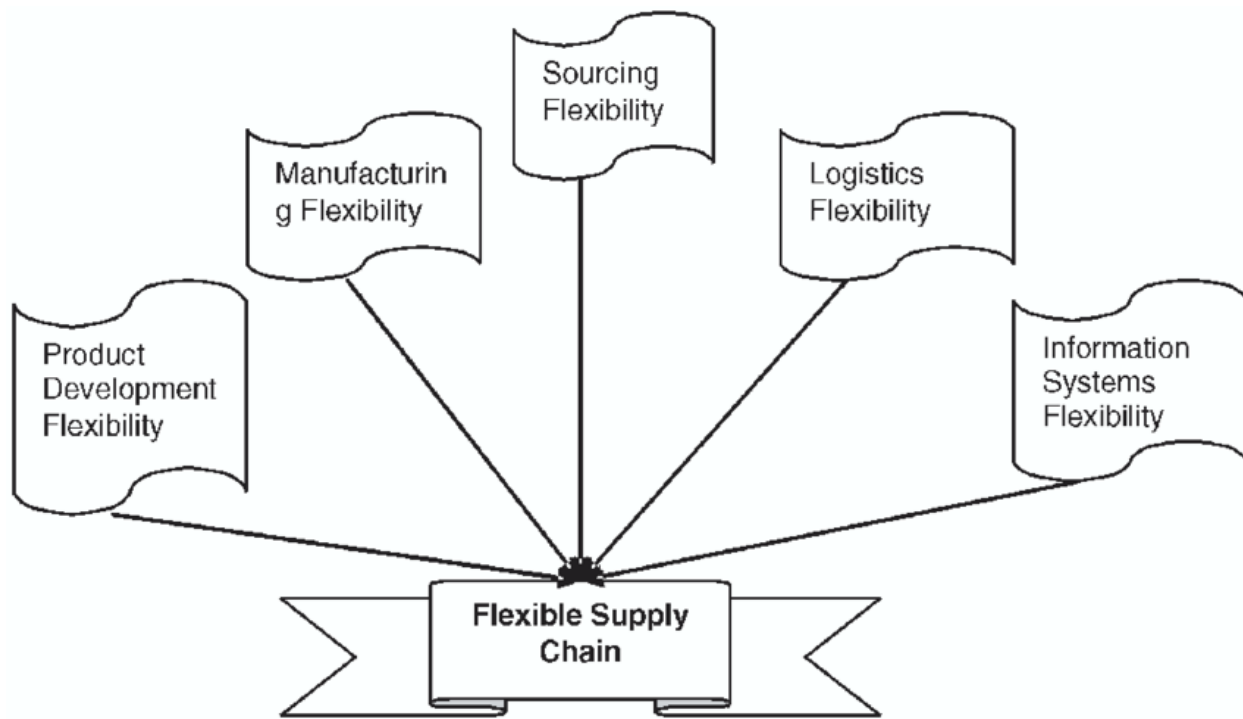 Sourcing
Flexibility
Manufacturin
g Flexibility
Logistics
Flexibility
Product
Development
Flexibility
Information
Systems
Flexibility
Flexible Supply
Chain